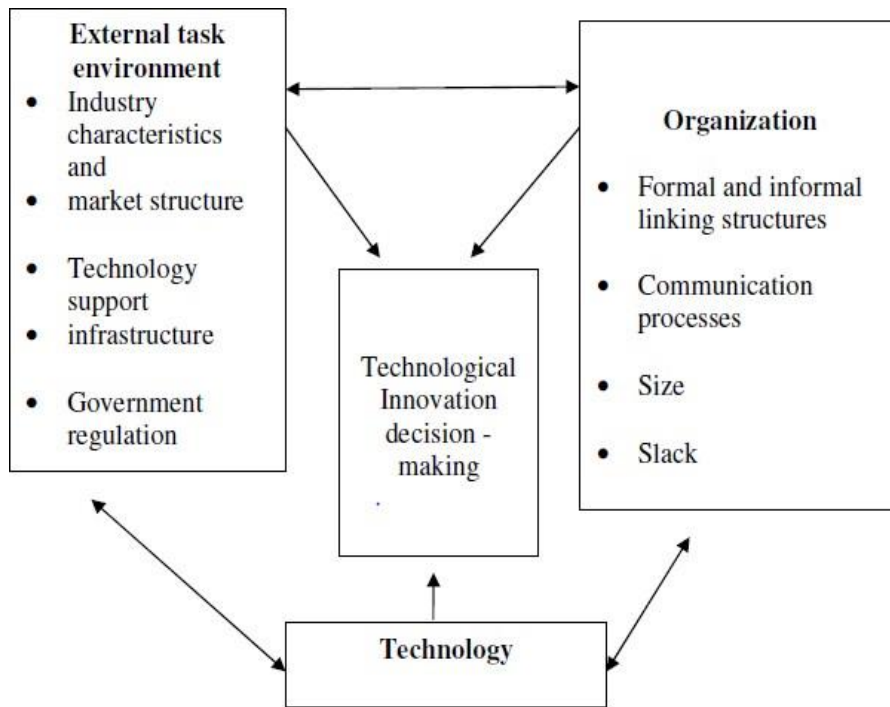 External task
environment
• Industry
characteristics
and
• market structure
• Technology
support
• infrastructure
• Government
regulation
Organization
• Formal and informal
linking structures
• Communication
processes
• Size
• Slack
Technological
Innovation
decision -
making
Technology